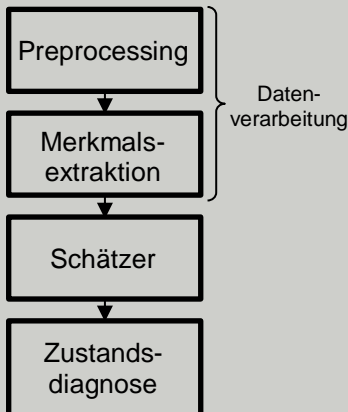 Preprocessing
Daten-
verarbeitung
Merkmals-
extraktion
Schätzer
Zustands-
diagnose